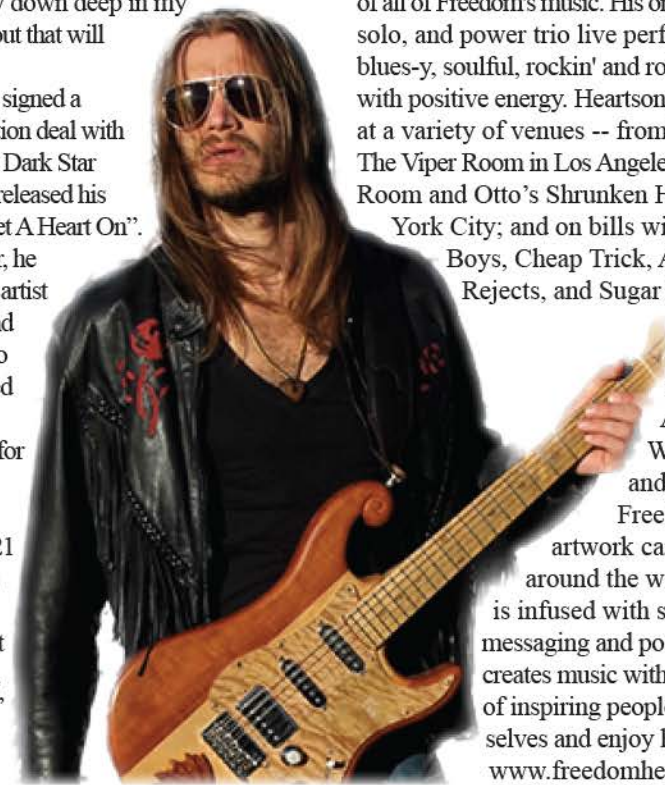 down deep in my
out that will
signed a
tion deal with
Dark Star
released his
et A Heart On”.
r, he
artist
d
o
d
for
21
t
of all of Freedom's music. His or
solo, and power trio live perf
blues-y, soulful, rockin' and ro
with positive energy. Heartson
at a variety of venues -- from
The Viper Room in Los Angele
Room and Otto’s Shrunken H
York City; and on bills wi
Boys, Cheap Trick, A
Rejects, and Sugar
W
and
Free
artwork ca
around the w
is infused with s
messaging and po
creates music with
of inspiring people
selves and enjoy l
www.freedomhe